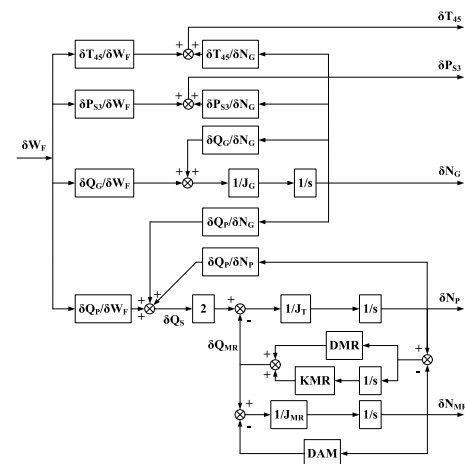 δT45
δT45/δWF
δT45/δNG
+ +
δPS3
δPS3/δWF
δPS3/δNG
+ +
δWF
δQG/δNG
δNG
δQG/δWF
+ +
1/JG
1/s
δQP/δNG
δQP/δNP
δNP
δQP/δWF
+ + + +
δQS
2
+ -
1/JT
1/s
δQMR
DMR
+ +
KMR
1/s
+ -
δNMR
+ -
1/JMR
1/s
DAM